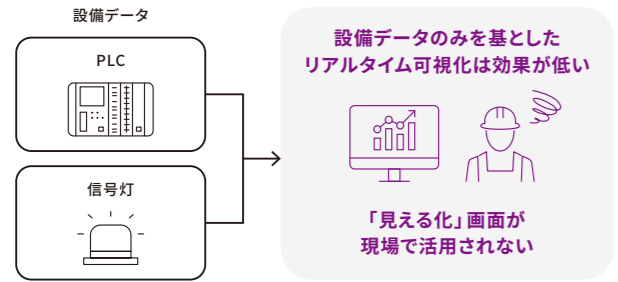 設備データ
PLC
信号灯
設備データのみを基とした
リアルタイム可視化は効果が低い
「見える化」画面が
現場で活用されない